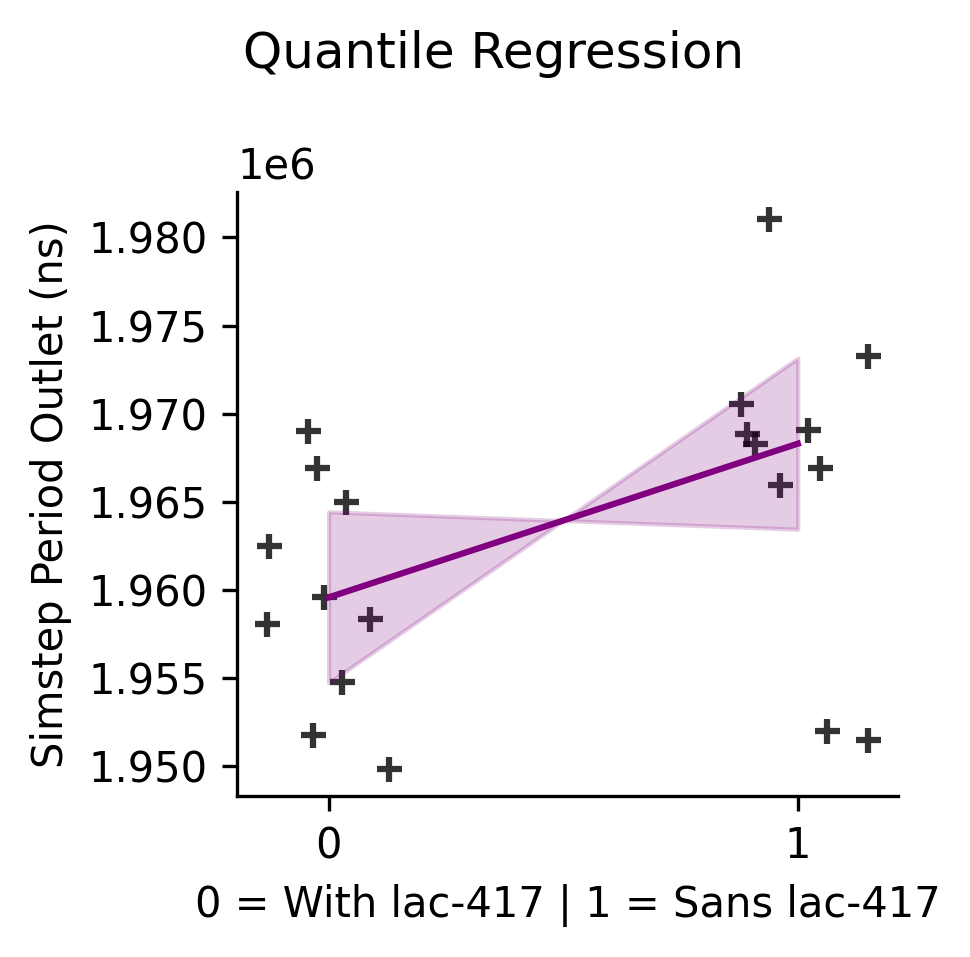 Quantile Regression
1e6
1.980
1.975
1.970
1.965
1.960
1.955
1.950
Simstep Period Outlet (ns)
0 1
0 = With lac-417 | 1 = Sans lac-417